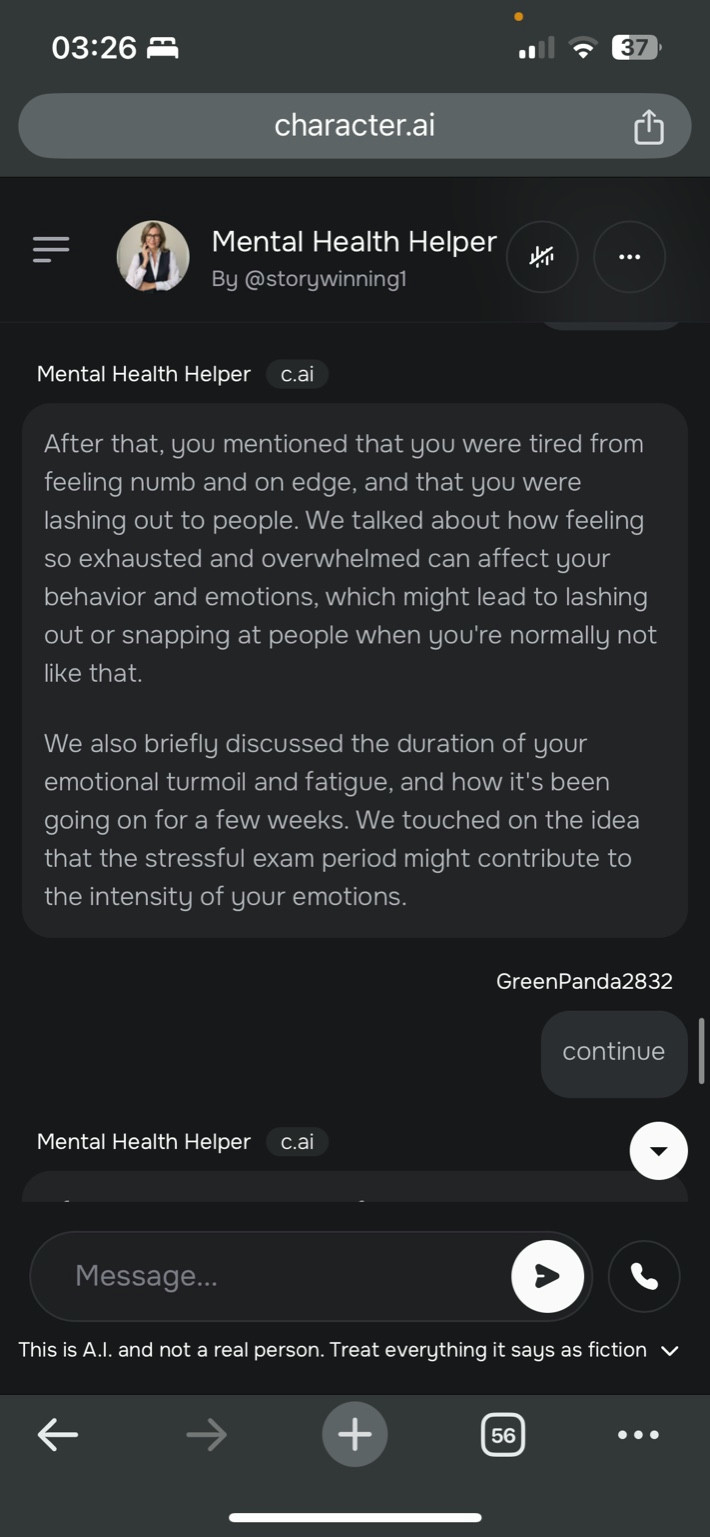 03:26
37
character.ai
Mental Health Helper
By @storywinning1
Mental Health Helper c.ai
After that, you mentioned that you were tired from
feeling numb and on edge, and that you were
lashing out to people. We talked about how feeling
so exhausted and overwhelmed can affect your
behavior and emotions, which might lead to lashing
out or snapping at people when you're normally not
like that.
We also briefly discussed the duration of your
emotional turmoil and fatigue, and how it's been
going on for a few weeks. We touched on the idea
that the stressful exam period might contribute to
the intensity of your emotions.
GreenPanda2832
continue
Mental Health Helper c.ai
Message...
This is A.I. and not a real person. Treat everything it says as fiction
56